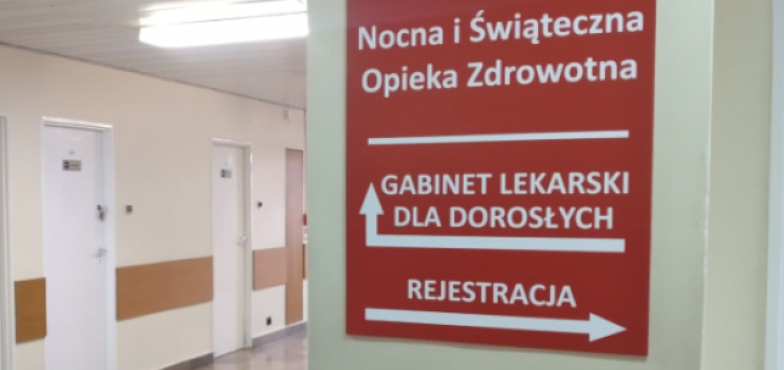 Nocna i Świąteczna
Opieka Zdrowotna
GABINET LEKARSKI
DLA DOROSŁYCH
REJESTRACJA